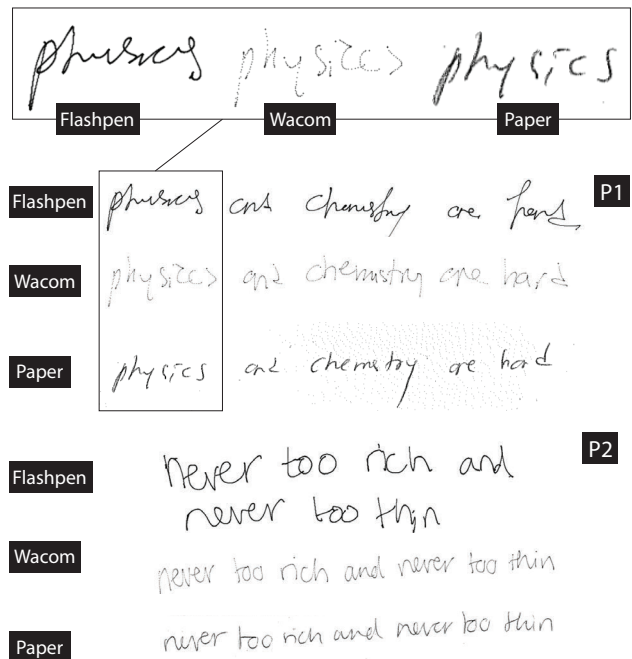 physics physics physics
Flashpen Wacom Paper
Flashpen physics and chemistry are hard P1
Wacom physics and chemistry are hard
Paper physics and chemistry are hard
P2
Flashpen never too rich and
never too thin
Wacom never too rich and never too thin
Paper never too rich and never too thin